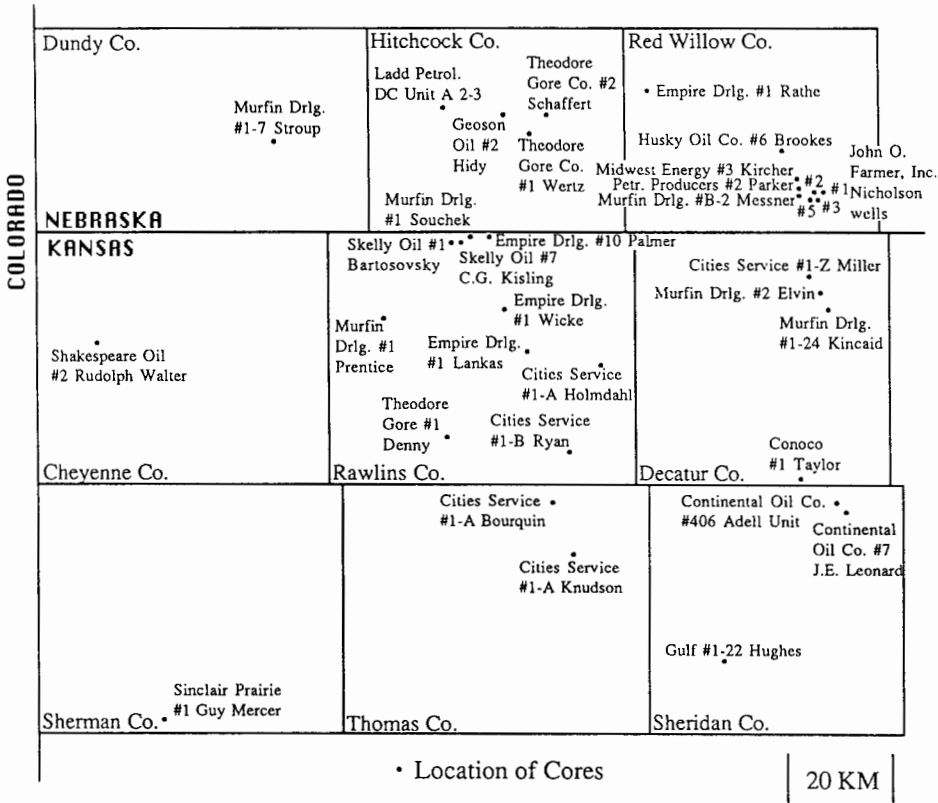 Dundy Co.
Murfin Drlg.
#1-7 Stroup
Hitchcock Co.
Ladd Petrol.
DC Unit A 2-3
Theodore
Gore Co. #2
Schaffert
Geoson
Oil #2
Hidy
Theodore
Gore Co.
#1 Wertz
Murfin Drlg.
#1 Souchek
Red Willow Co.
Empire Drlg. #1 Rathe
Husky Oil Co. #6 Brookes
Midwest Energy #3 Kircher
Petr. Producers #2 Parker
Murfin Drlg. #B-2 Messner
#2
#1
#5
#3
John O.
Farmer, Inc.
Nicholson
wells
COLORADO
NEBRASKA
KANSAS
Shakespeare Oil
#2 Rudolph Walter
Cheyenne Co.
Skelly Oil #1
Bartosovsky
Empire Drlg. #10 Palmer
Skelly Oil #7
C.G. Kisling
Empire Drlg.
#1 Wicke
Murfin
Drlg. #1
Prentice
Empire Drlg.
#1 Lankas
Cities Service
#1-A Holmdahl
Theodore
Gore #1
Denny
Cities Service
#1-B Ryan
Rawlins Co.
Cities Service #1-Z Miller
Murfin Drlg. #2 Elvin
Murfin Drlg.
#1-24 Kincaid
Conoco
#1 Taylor
Decatur Co.
Sinclair Prairie
#1 Guy Mercer
Sherman Co.
Cities Service
#1-A Bourquin
Cities Service
#1-A Knudson
Thomas Co.
Continental Oil Co.
#406 Adell Unit
Continental
Oil Co. #7
J.E. Leonard
Gulf #1-22 Hughes
Sheridan Co.
• Location of Cores
20 KM